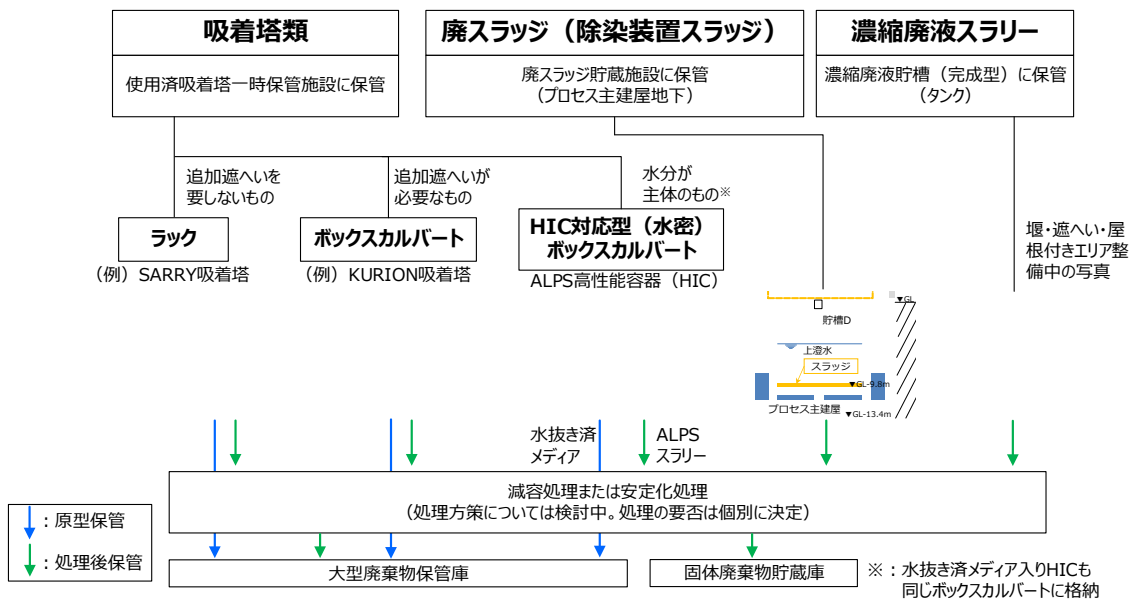 吸着塔類
使用済吸着塔一時保管施設に保管
廃スラッジ（除染装置スラッジ）
廃スラッジ貯蔵施設に保管
（プロセス主建屋地下）
濃縮廃液スラリー
濃縮廃液貯槽（完成型）に保管
（タンク）
追加遮へいを
要しないもの
追加遮へいが
必要なもの
水分が
主体のもの※
ラック
（例）SARRY吸着塔
ボックスカルバート
（例）KURION吸着塔
HIC対応型（水密）
ボックスカルバート
ALPS高性能容器（HIC）
堰・遮へい・屋
根付きエリア整
備中の写真
▼GL
貯槽D
上澄水
スラッジ
▼GL-9.8m
プロセス主建屋
▼GL-13.4m
水抜き済
メディア
ALPS
スラリー
減容処理または安定化処理
（処理方策については検討中。処理の要否は個別に決定）
：原型保管
：処理後保管
大型廃棄物保管庫
固体廃棄物貯蔵庫
※：水抜き済メディア入りHICも
同じボックスカルバートに格納